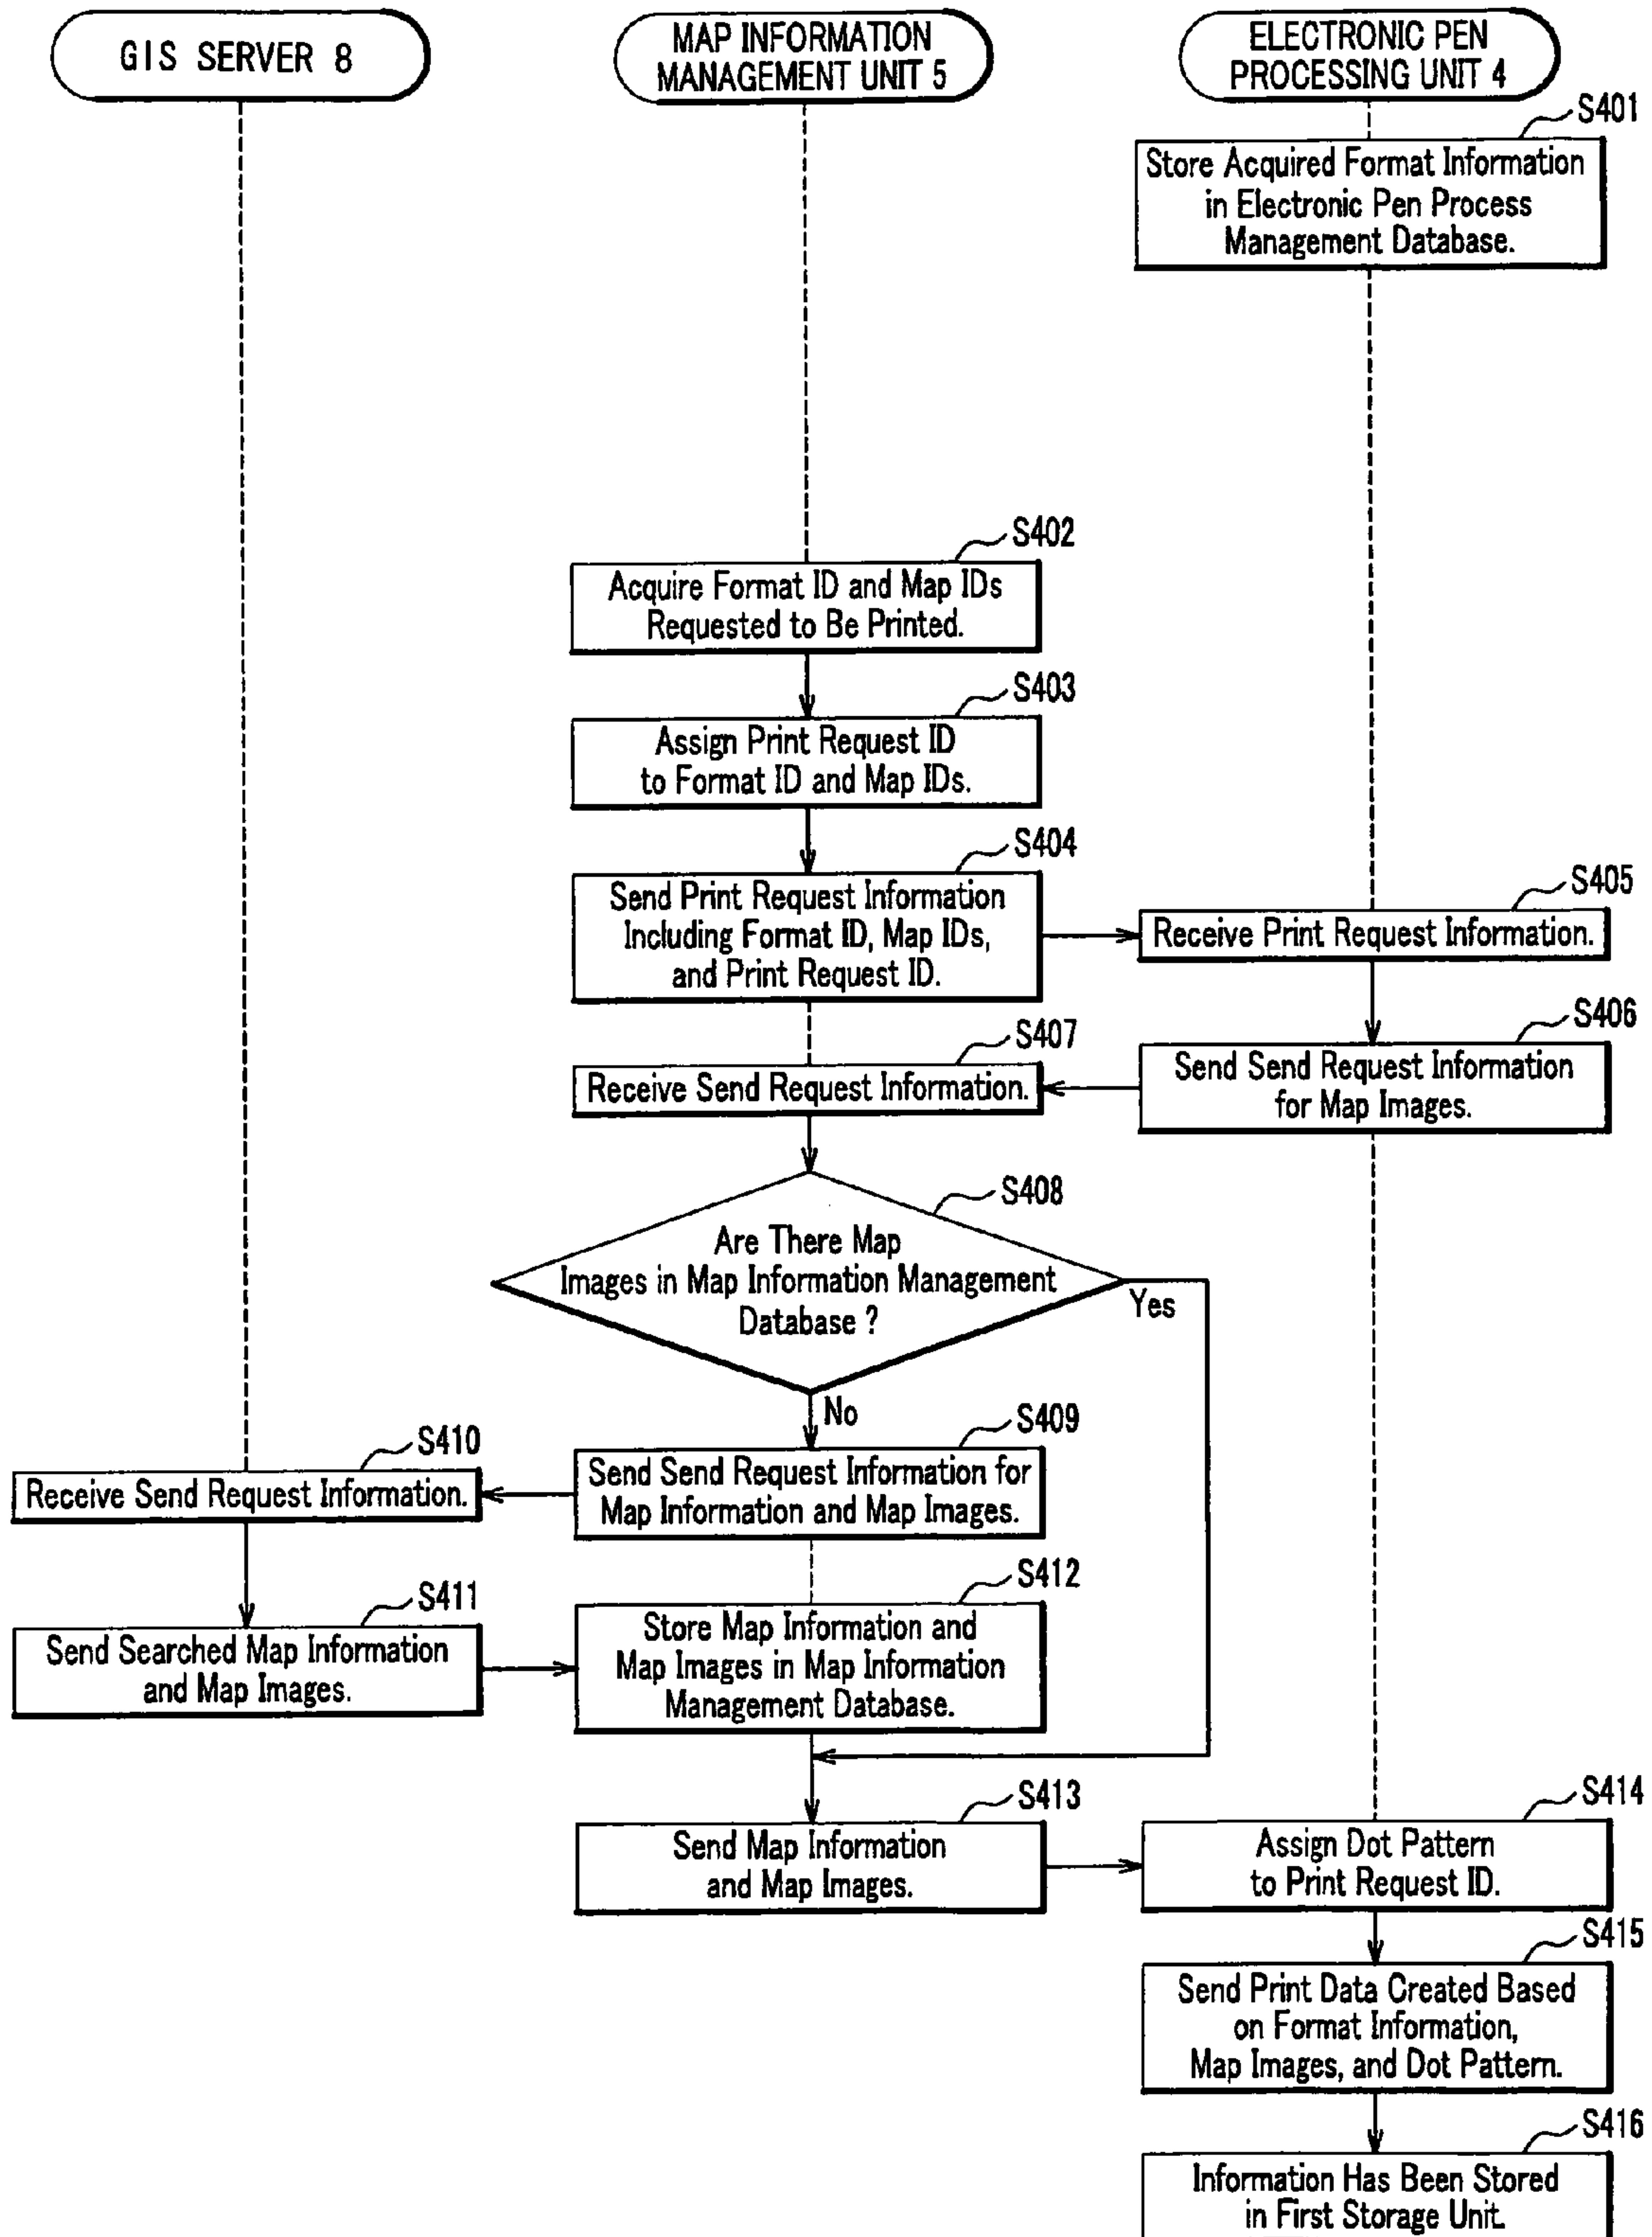 GIS SERVER 8
MAP INFORMATION
MANAGEMENT UNIT 5
ELECTRONIC PEN
PROCESSING UNIT 4
S401
Store Acquired Format Information
in Electronic Pen Process
Management Database.
S402
Acquire Format ID and Map IDs
Requested to Be Printed.
S403
Assign Print Request ID
to Format ID and Map IDs.
S404
Send Print Request Information
Including Format ID, Map IDs,
and Print Request ID.
S405
Receive Print Request Information.
S406
Send Send Request Information
for Map Images.
S407
Receive Send Request Information.
S408
Are There Map
Images in Map Information Management
Database ?
Yes
No
S409
Send Send Request Information for
Map Information and Map Images.
S410
Receive Send Request Information.
S411
Send Searched Map Information
and Map Images.
S412
Store Map Information and
Map Images in Map Information
Management Database.
S413
Send Map Information
and Map Images.
S414
Assign Dot Pattern
to Print Request ID.
S415
Send Print Data Created Based
on Format Information,
Map Images, and Dot Pattern.
S416
Information Has Been Stored
in First Storage Unit.